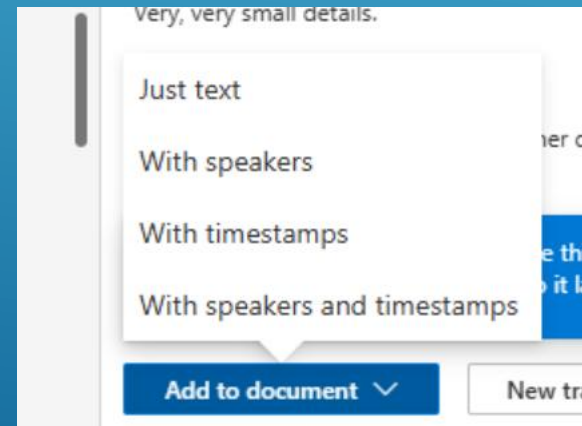 Very, very small details.
Just text
With speakers
With timestamps
With speakers and timestamps
Add to document